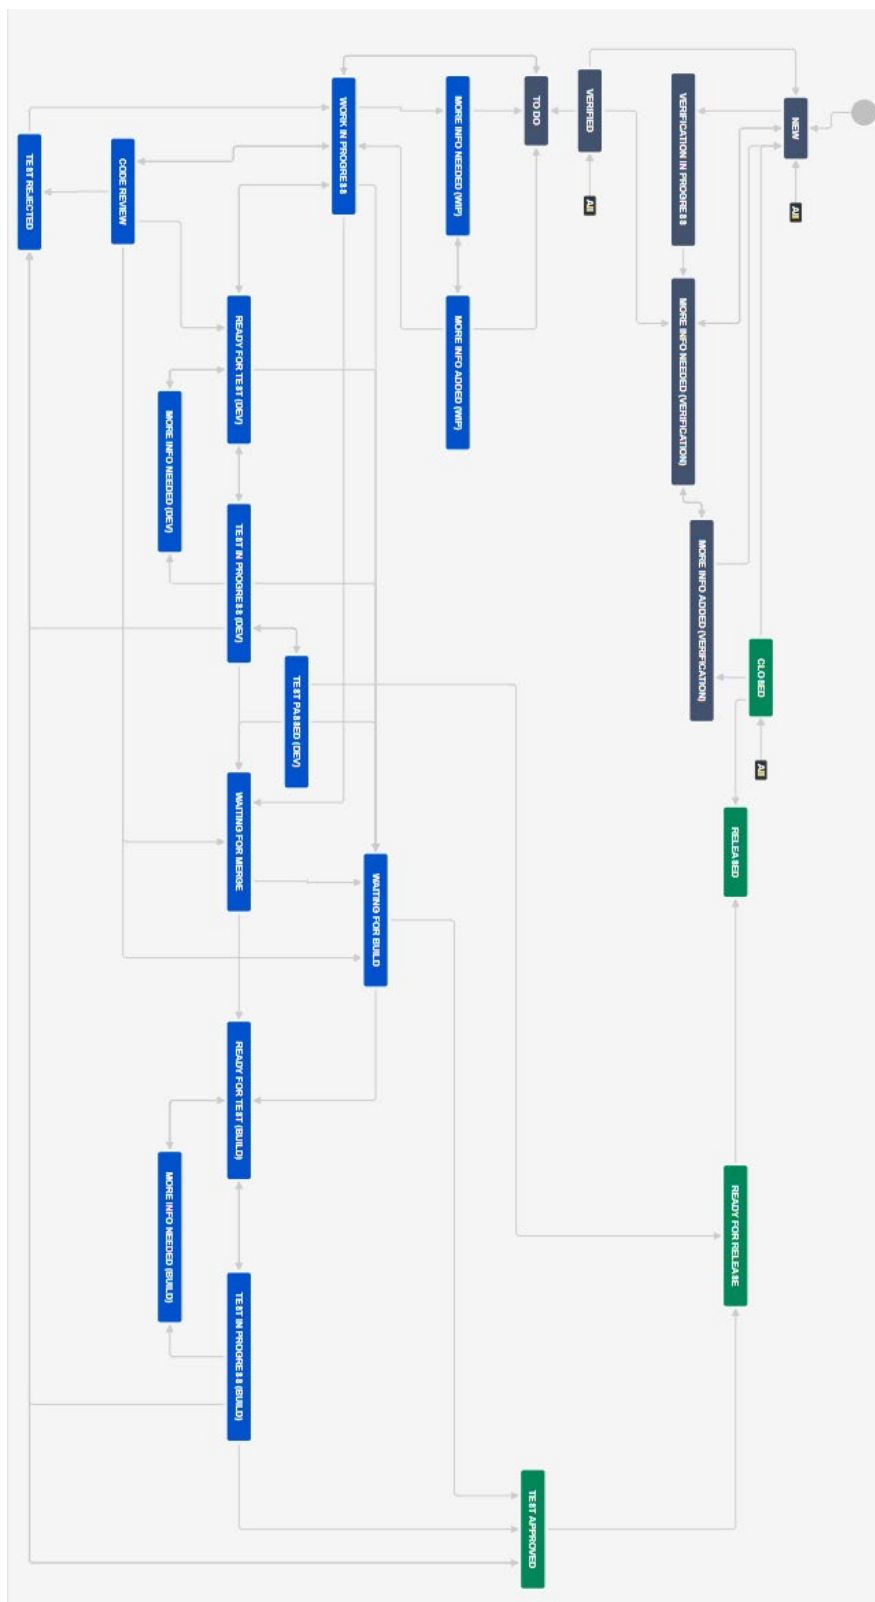 NEW
All
VERIFICATION IN PROGRESS
VERIFIED
All
TO DO
MORE INFO NEEDED (WIP)
WORK IN PROGRESS
CODE REVIEW
TEST REJECTED
MORE INFO NEEDED (VERIFICATION)
MORE INFO ADDED (WIP)
READY FOR TEST (DEV)
MORE INFO NEEDED (DEV)
MORE INFO ADDED (VERIFICATION)
TEST IN PROGRESS (DEV)
CLOSED
All
TEST PASSED (DEV)
WAITING FOR MERGE
RELEASED
WAITING FOR BUILD
READY FOR TEST (BUILD)
MORE INFO NEEDED (BUILD)
READY FOR RELEASE
TEST IN PROGRESS (BUILD)
TEST APPROVED